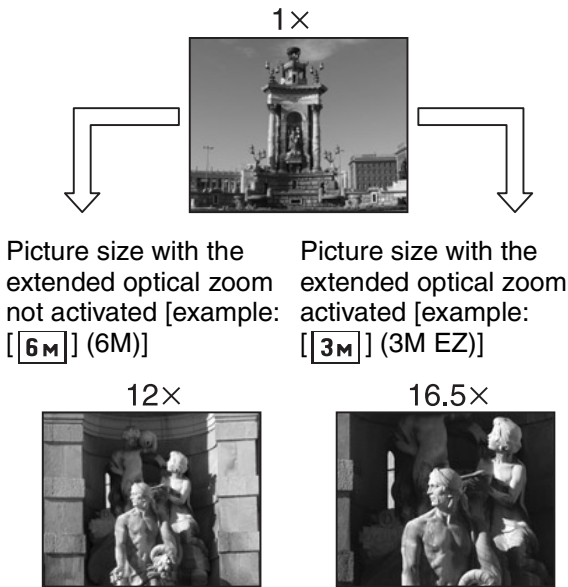 1×
Picture size with the
extended optical zoom
not activated [example:
[6M] (6M)]
Picture size with the
extended optical zoom
activated [example:
[3M] (3M EZ)]
12×
16.5×